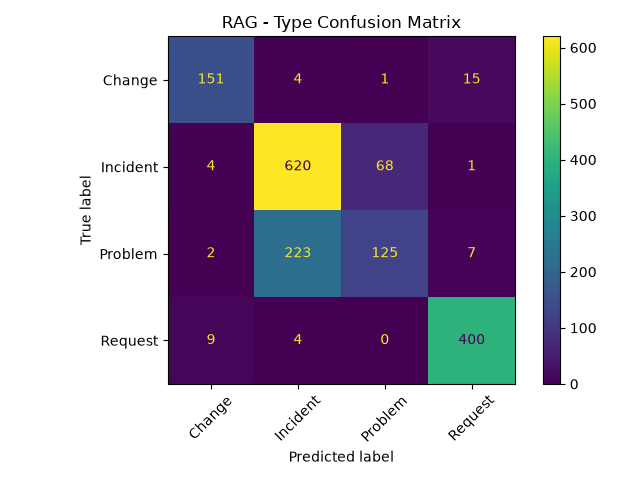 RAG - Type Confusion Matrix
Change 151 4 1 15
Incident 4 620 68 1
Problem 2 223 125 7
Request 9 4 0 400
Change Incident Problem Request
Predicted label
True label
600
500
400
300
200
100
0